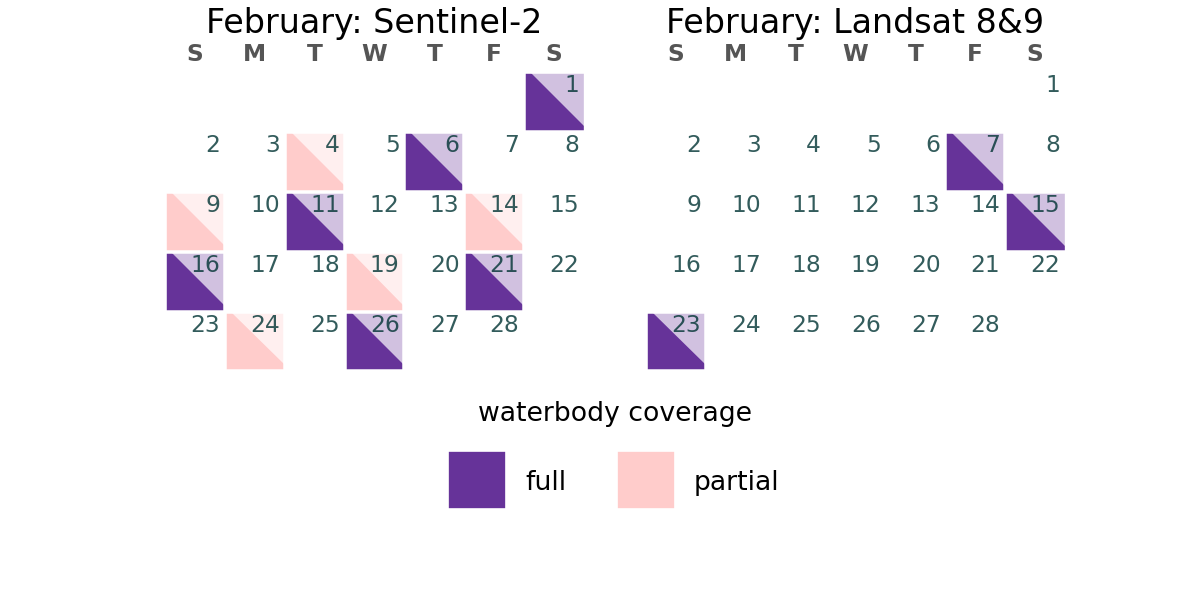 February: Sentinel-2
S M T W T F S
1
2 3 4 5 6 7 8
9 10 11 12 13 14 15
16 17 18 19 20 21 22
23 24 25 26 27 28
February: Landsat 8&9
S M T W T F S
1
2 3 4 5 6 7 8
9 10 11 12 13 14 15
16 17 18 19 20 21 22
23 24 25 26 27 28
waterbody coverage
full partial